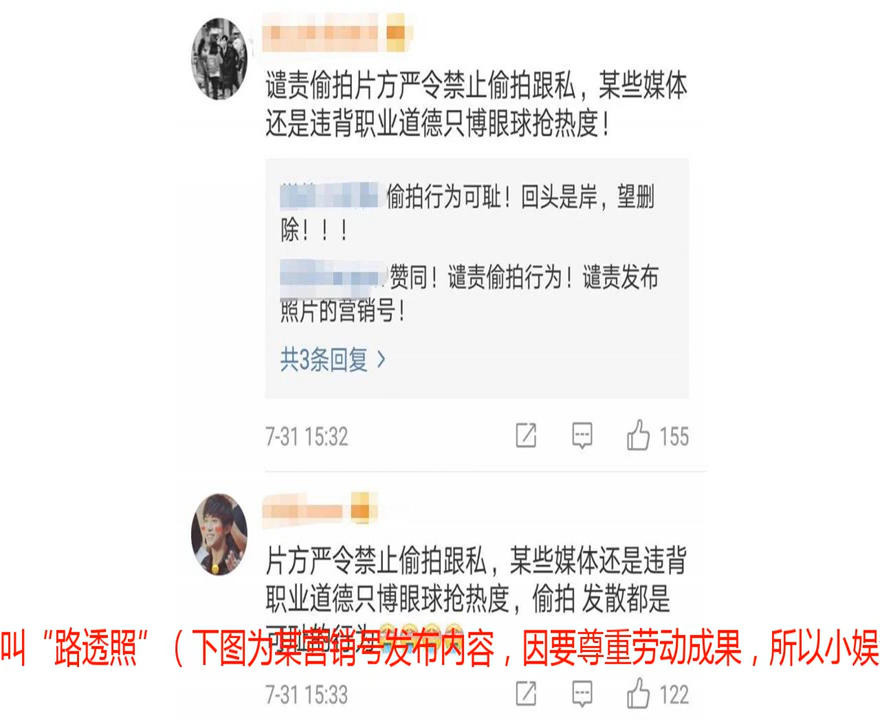 谴责偷拍片方严令禁止偷拍跟私，某些媒体
还是违背职业道德只博眼球抢热度！
偷拍行为可耻！回头是岸，望删
除！！！
赞同！谴责偷拍行为！谴责发布
照片的营销号！
共3条回复 >
7-31 15:32
155
片方严令禁止偷拍跟私，某些媒体还是违背
职业道德只博眼球抢热度，偷拍 发散都是
可耻的行为
叫“路透照”（下图为某营销号发布内容，因要尊重劳动成果，所以小娱
7-31 15:33
122